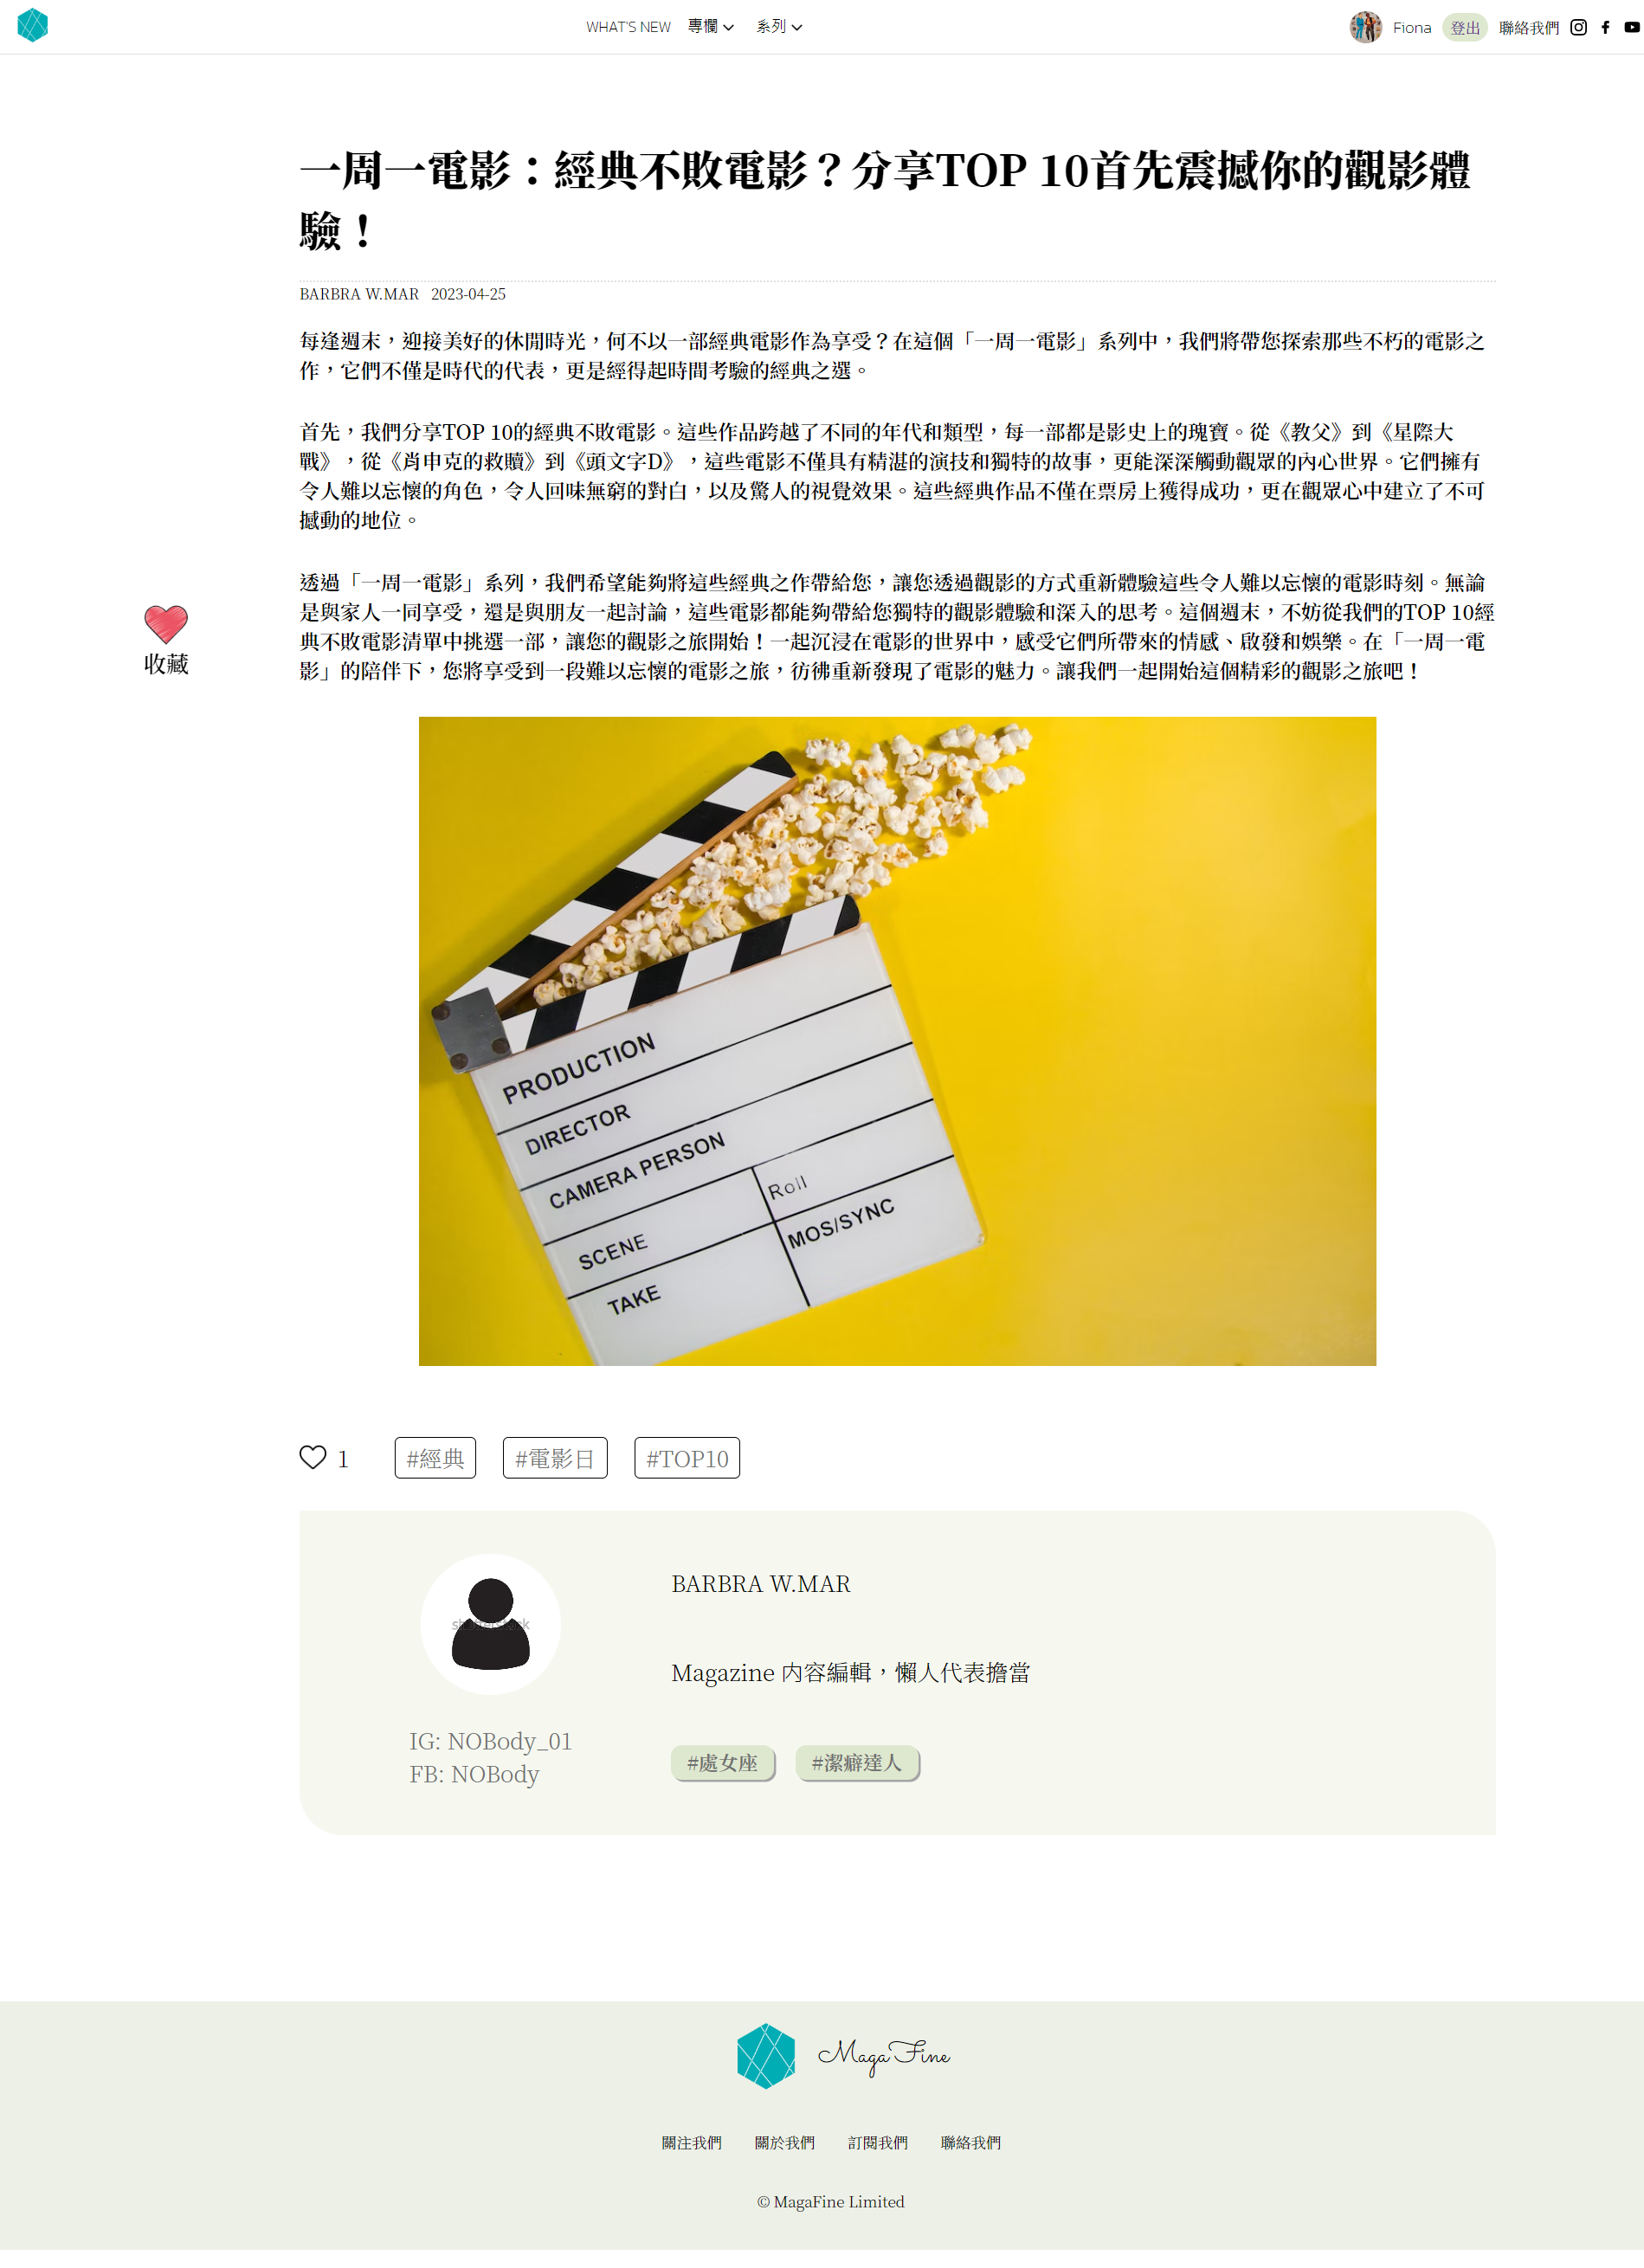 WHAT'S NEW 專欄 系列 Fiona 登出 聯絡我們
一周一電影：經典不敗電影？分享TOP 10首先震撼你的觀影體
驗！
BARBRA W.MAR 2023-04-25
每逢週末，迎接美好的休閒時光，何不以一部經典電影作為享受？在這個「一周一電影」系列中，我們將帶您探索那些不朽的電影之
作，它們不僅是時代的代表，更是經得起時間考驗的經典之選。
首先，我們分享TOP 10的經典不敗電影。這些作品跨越了不同的年代和類型，每一部都是影史上的瑰寶。從《教父》到《星際大
戰》，從《肖申克的救贖》到《頭文字D》，這些電影不僅具有精湛的演技和獨特的故事，更能深深觸動觀眾的內心世界。它們擁有
令人難以忘懷的角色，令人回味無窮的對白，以及驚人的視覺效果。這些經典作品不僅在票房上獲得成功，更在觀眾心中建立了不可
撼動的地位。
透過「一周一電影」系列，我們希望能夠將這些經典之作帶給您，讓您透過觀影的方式重新體驗這些令人難以忘懷的電影時刻。無論
是與家人一同享受，還是與朋友一起討論，這些電影都能夠帶給您獨特的觀影體驗和深入的思考。這個週末，不妨從我們的TOP 10經
典不敗電影清單中挑選一部，讓您的觀影之旅開始！一起沉浸在電影的世界中，感受它們所帶來的情感、啟發和娛樂。在「一周一電
影」的陪伴下，您將享受到一段難以忘懷的電影之旅，彷彿重新發現了電影的魅力。讓我們一起開始這個精彩的觀影之旅吧！
收藏
PRODUCTION
DIRECTOR
CAMERA PERSON
SCENE
Roll
TAKE
MOS/SYNC
1 #經典 #電影日 #TOP10
BARBRA W.MAR
Magazine 內容編輯，懶人代表擔當
IG: NOBody_01
FB: NOBody
#處女座 #潔癖達人
MagaFine
關注我們 關於我們 訂閱我們 聯絡我們
© MagaFine Limited